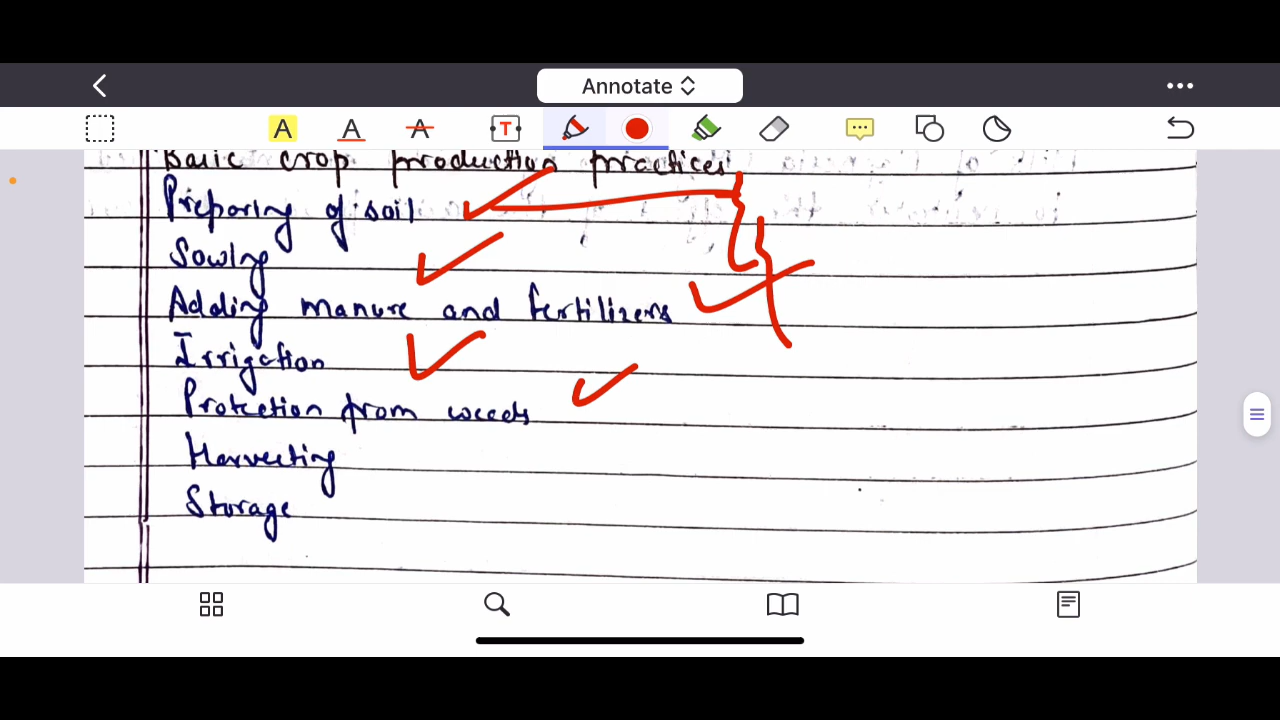 Annotate
Basic crop production practices
Preparing of soil
Sowing
Adding manure and fertilizers
Irrigation
Protection from weeds
Harvesting
Storage